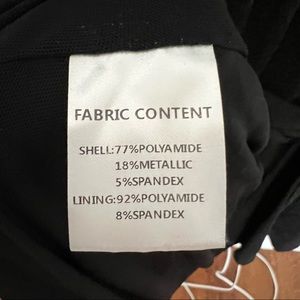 FABRIC CONTENT
SHELL:77%POLYAMIDE
18%METALLIC
5%SPANDEX
LINING:92%POLYAMIDE
8%SPANDEX